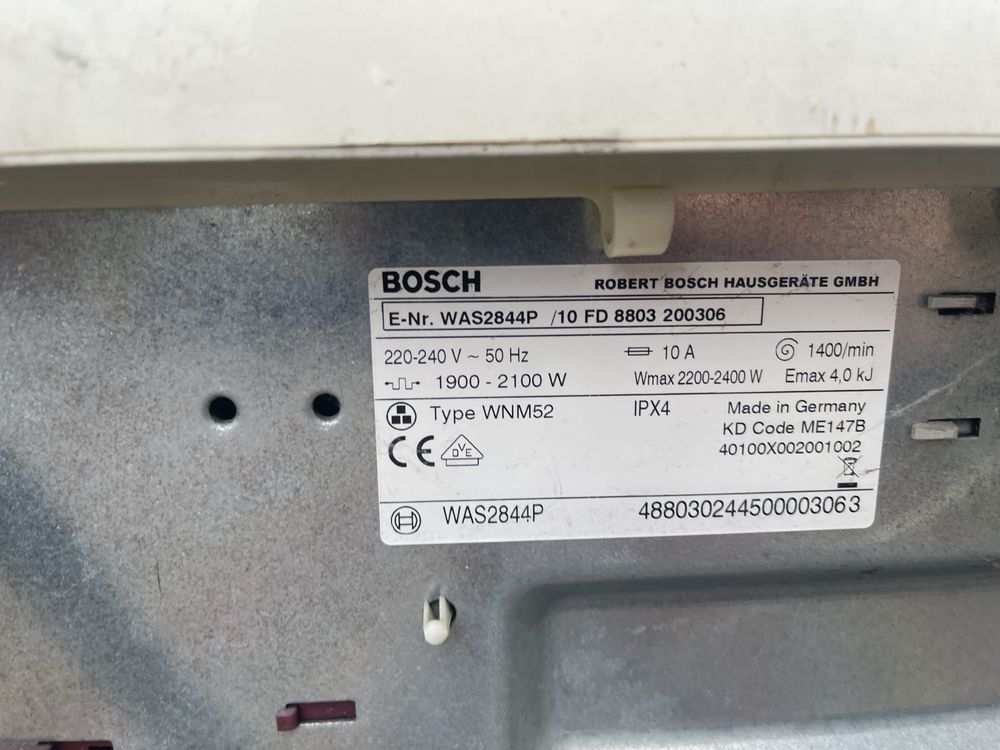 BOSCH ROBERT BOSCH HAUSGERÄTE GMBH
E-Nr. WAS2844P /10 FD 8803 200306
220-240 V ~ 50 Hz 10 A 1400/min
1900 - 2100 W Wmax 2200-2400 W Emax 4,0 kJ
Type WNM52 IPX4 Made in Germany
KD Code ME147B
CE DVE 40100X002001002
WAS2844P 488030244500003063